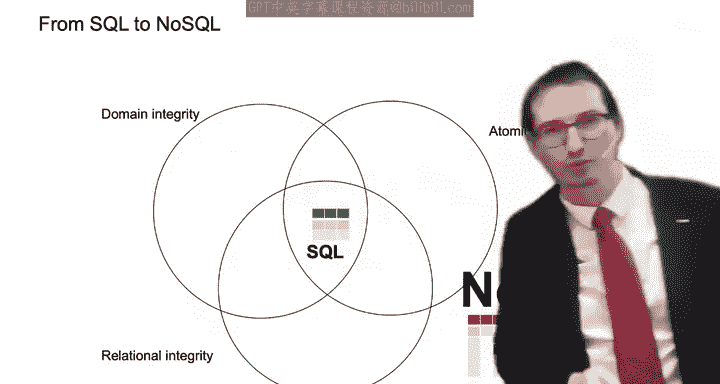 GPT中英字幕课程资源@bilibili.com
From SQL to NoSQL
Domain integrity
SQL
Relational integrity